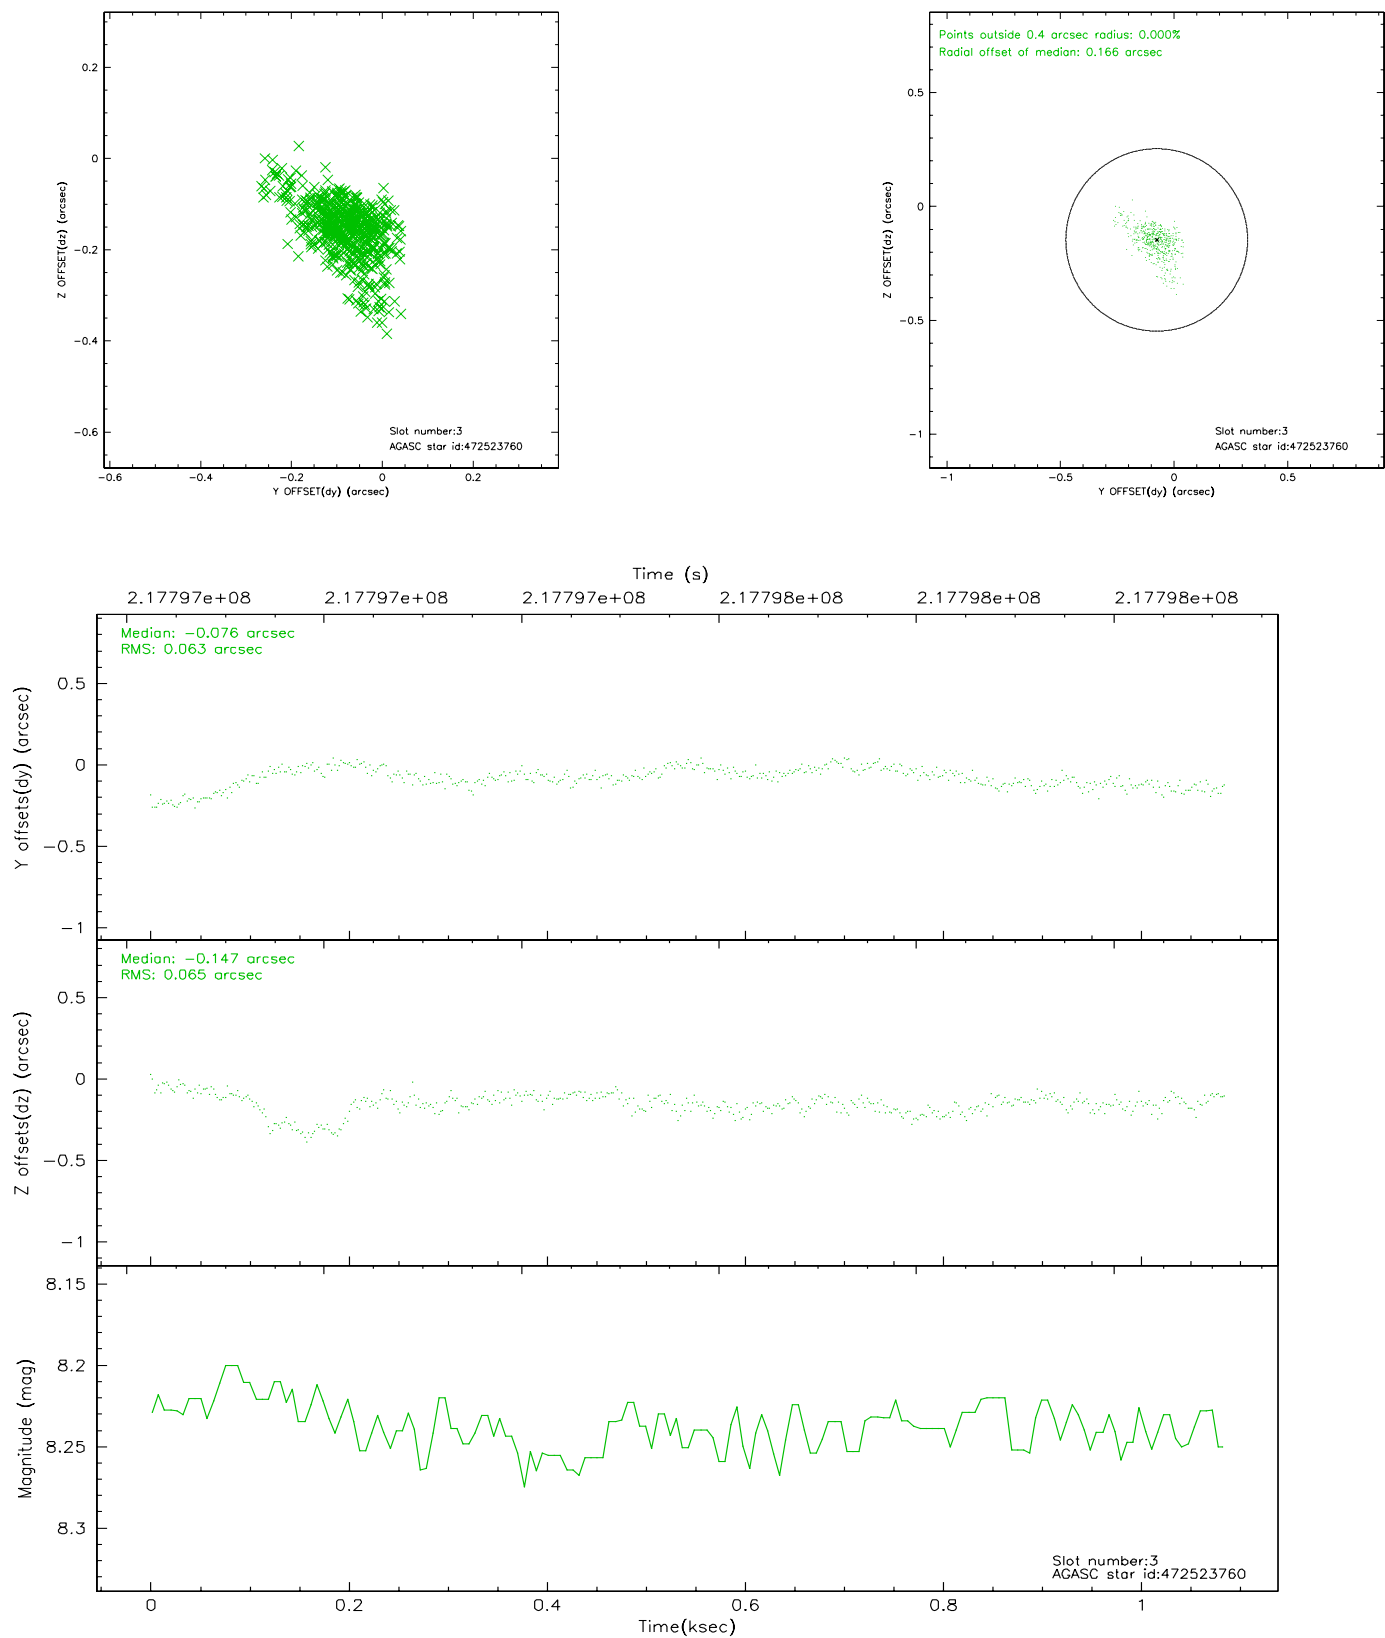 0.2
0
−0.2
−0.4
−0.6
Z OFFSET(dz) (arcsec)
Slot number:3
AGASC star id:472523760
−0.6 −0.4 −0.2 0 0.2
Y OFFSET(dy) (arcsec)
Points outside 0.4 arcsec radius: 0.000%
Radial offset of median: 0.166 arcsec
0.5
0
−0.5
−1
Z OFFSET(dz) (arcsec)
Slot number:3
AGASC star id:472523760
−1 −0.5 0 0.5
Y OFFSET(dy) (arcsec)
Time (s)
2.17797e+08 2.17797e+08 2.17797e+08 2.17798e+08 2.17798e+08 2.17798e+08
Median: −0.076 arcsec
RMS: 0.063 arcsec
0.5
0
−0.5
−1
Y offsets(dy) (arcsec)
Median: −0.147 arcsec
RMS: 0.065 arcsec
0.5
0
−0.5
−1
Z offsets(dz) (arcsec)
8.15
8.2
8.25
8.3
Magnitude (mag)
Slot number:3
AGASC star id:472523760
0 0.2 0.4 0.6 0.8 1
Time(ksec)